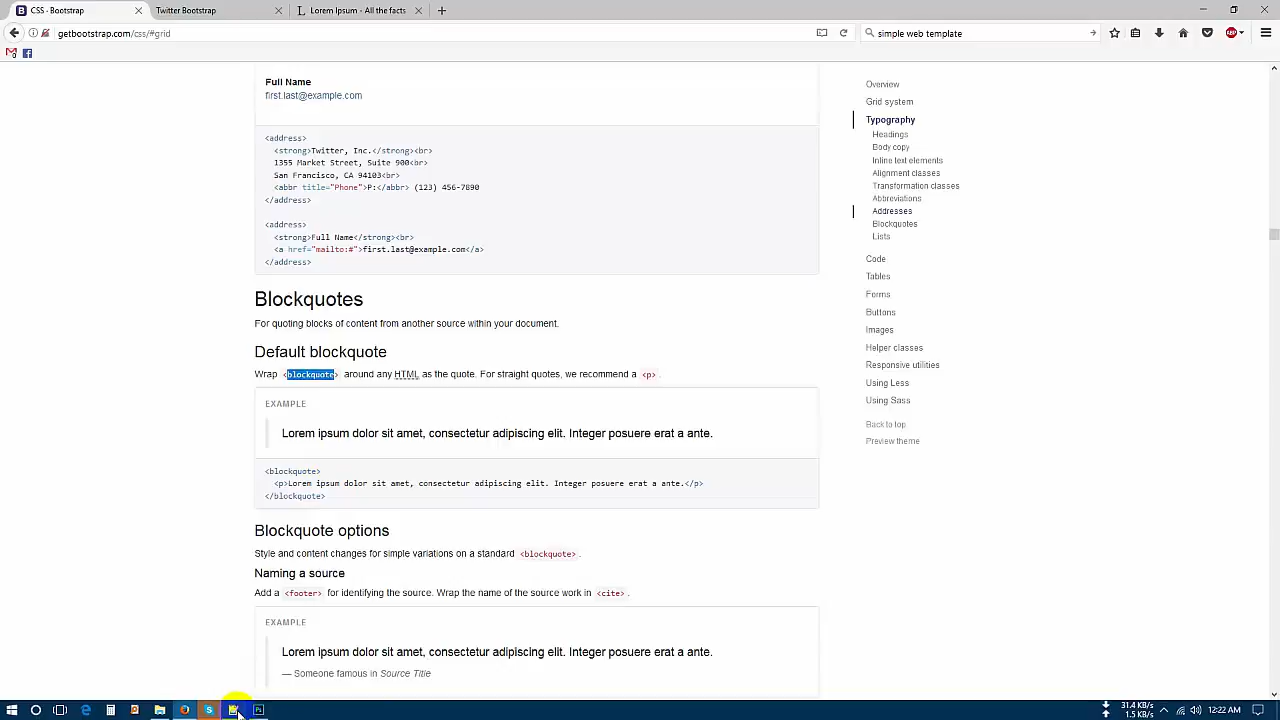 CSS · Bootstrap
Twitter Bootstrap
Lorem Ipsum - All the facts
getbootstrap.com/css/#grid
simple web template
ABP
Full Name
first.last@example.com
<address>
<strong>Twitter, Inc.</strong><br>
1355 Market Street, Suite 900<br>
San Francisco, CA 94103<br>
<abbr title="Phone">P:</abbr> (123) 456-7890
</address>
<address>
<strong>Full Name</strong><br>
<a href="mailto:#">first.last@example.com</a>
</address>
Blockquotes
For quoting blocks of content from another source within your document.
Default blockquote
Wrap <blockquote> around any HTML as the quote. For straight quotes, we recommend a <p>.
EXAMPLE
Lorem ipsum dolor sit amet, consectetur adipiscing elit. Integer posuere erat a ante.
<blockquote>
<p>Lorem ipsum dolor sit amet, consectetur adipiscing elit. Integer posuere erat a ante.</p>
</blockquote>
Blockquote options
Style and content changes for simple variations on a standard <blockquote>.
Naming a source
Add a <footer> for identifying the source. Wrap the name of the source work in <cite>.
EXAMPLE
Lorem ipsum dolor sit amet, consectetur adipiscing elit. Integer posuere erat a ante.
— Someone famous in Source Title
Overview
Grid system
Typography
Headings
Body copy
Inline text elements
Alignment classes
Transformation classes
Abbreviations
Addresses
Blockquotes
Lists
Code
Tables
Forms
Buttons
Images
Helper classes
Responsive utilities
Using Less
Using Sass
Back to top
Preview theme
31.4 KB/s
1.5 KB/s
12:22 AM